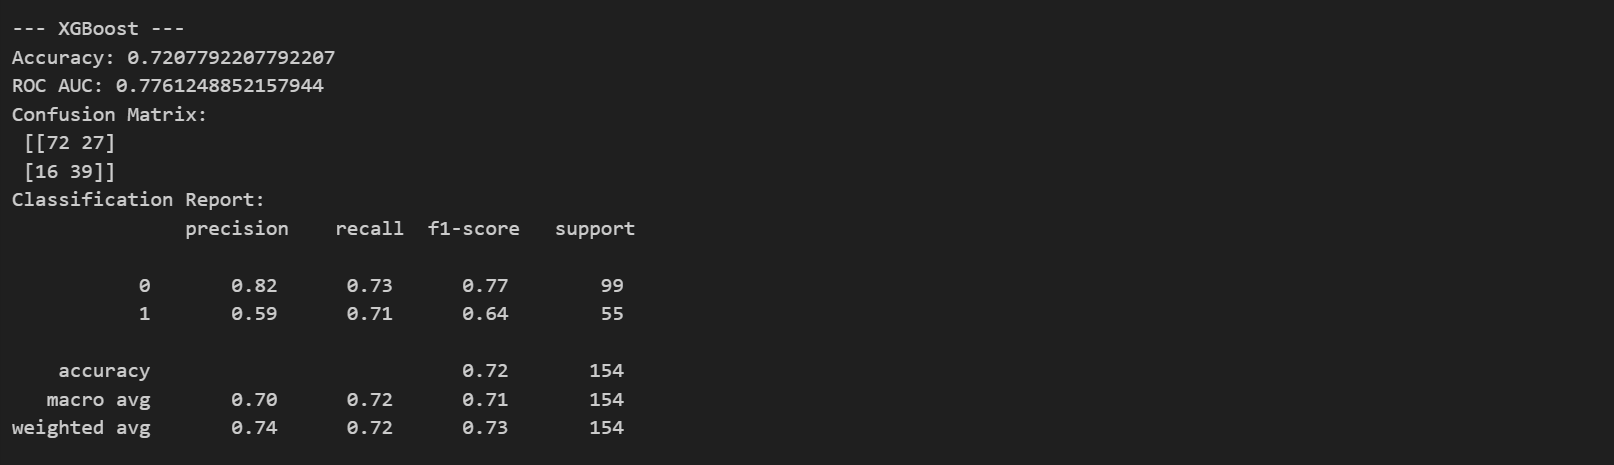 --- XGBoost ---
Accuracy: 0.7207792207792207
ROC AUC: 0.7761248852157944
Confusion Matrix:
 [[72 27]
 [16 39]]
Classification Report:
               precision    recall  f1-score   support

           0       0.82      0.73      0.77        99
           1       0.59      0.71      0.64        55

    accuracy                           0.72       154
   macro avg       0.70      0.72      0.71       154
weighted avg       0.74      0.72      0.73       154